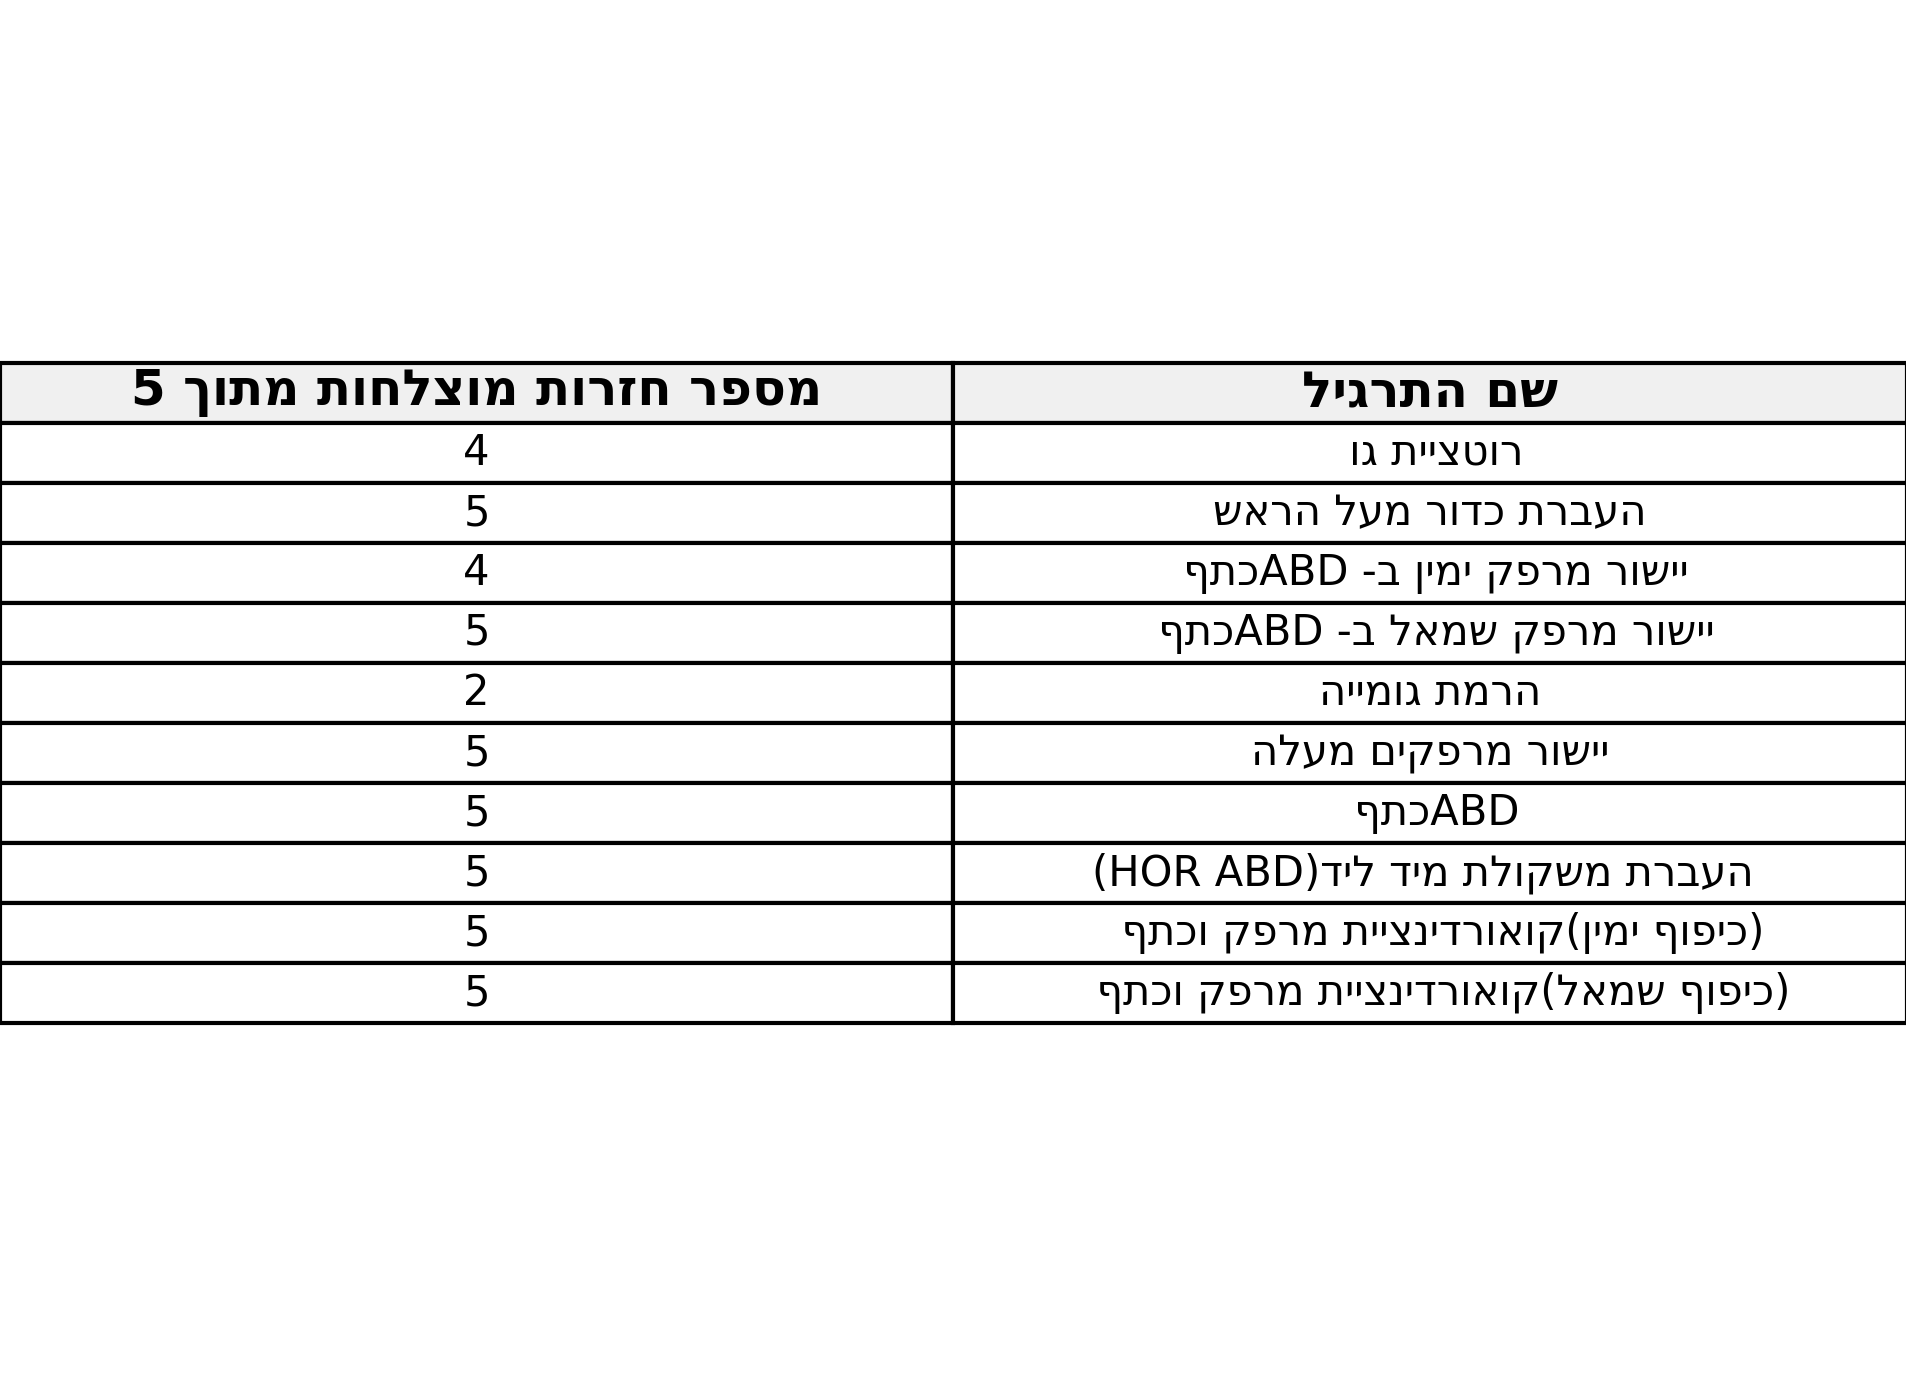 שם התרגיל מספר חזרות מוצלחות מתוך 5
רוטציית גו 4
העברת כדור מעל הראש 5
יישור מרפק ימין ב- ABDכתף 4
יישור מרפק שמאל ב- ABDכתף 5
הרמת גומייה 2
יישור מרפקים מעלה 5
ABDכתף 5
העברת משקולת מיד ליד(HOR ABD) 5
(כיפוף ימין)קואורדינציית מרפק וכתף 5
(כיפוף שמאל)קואורדינציית מרפק וכתף 5